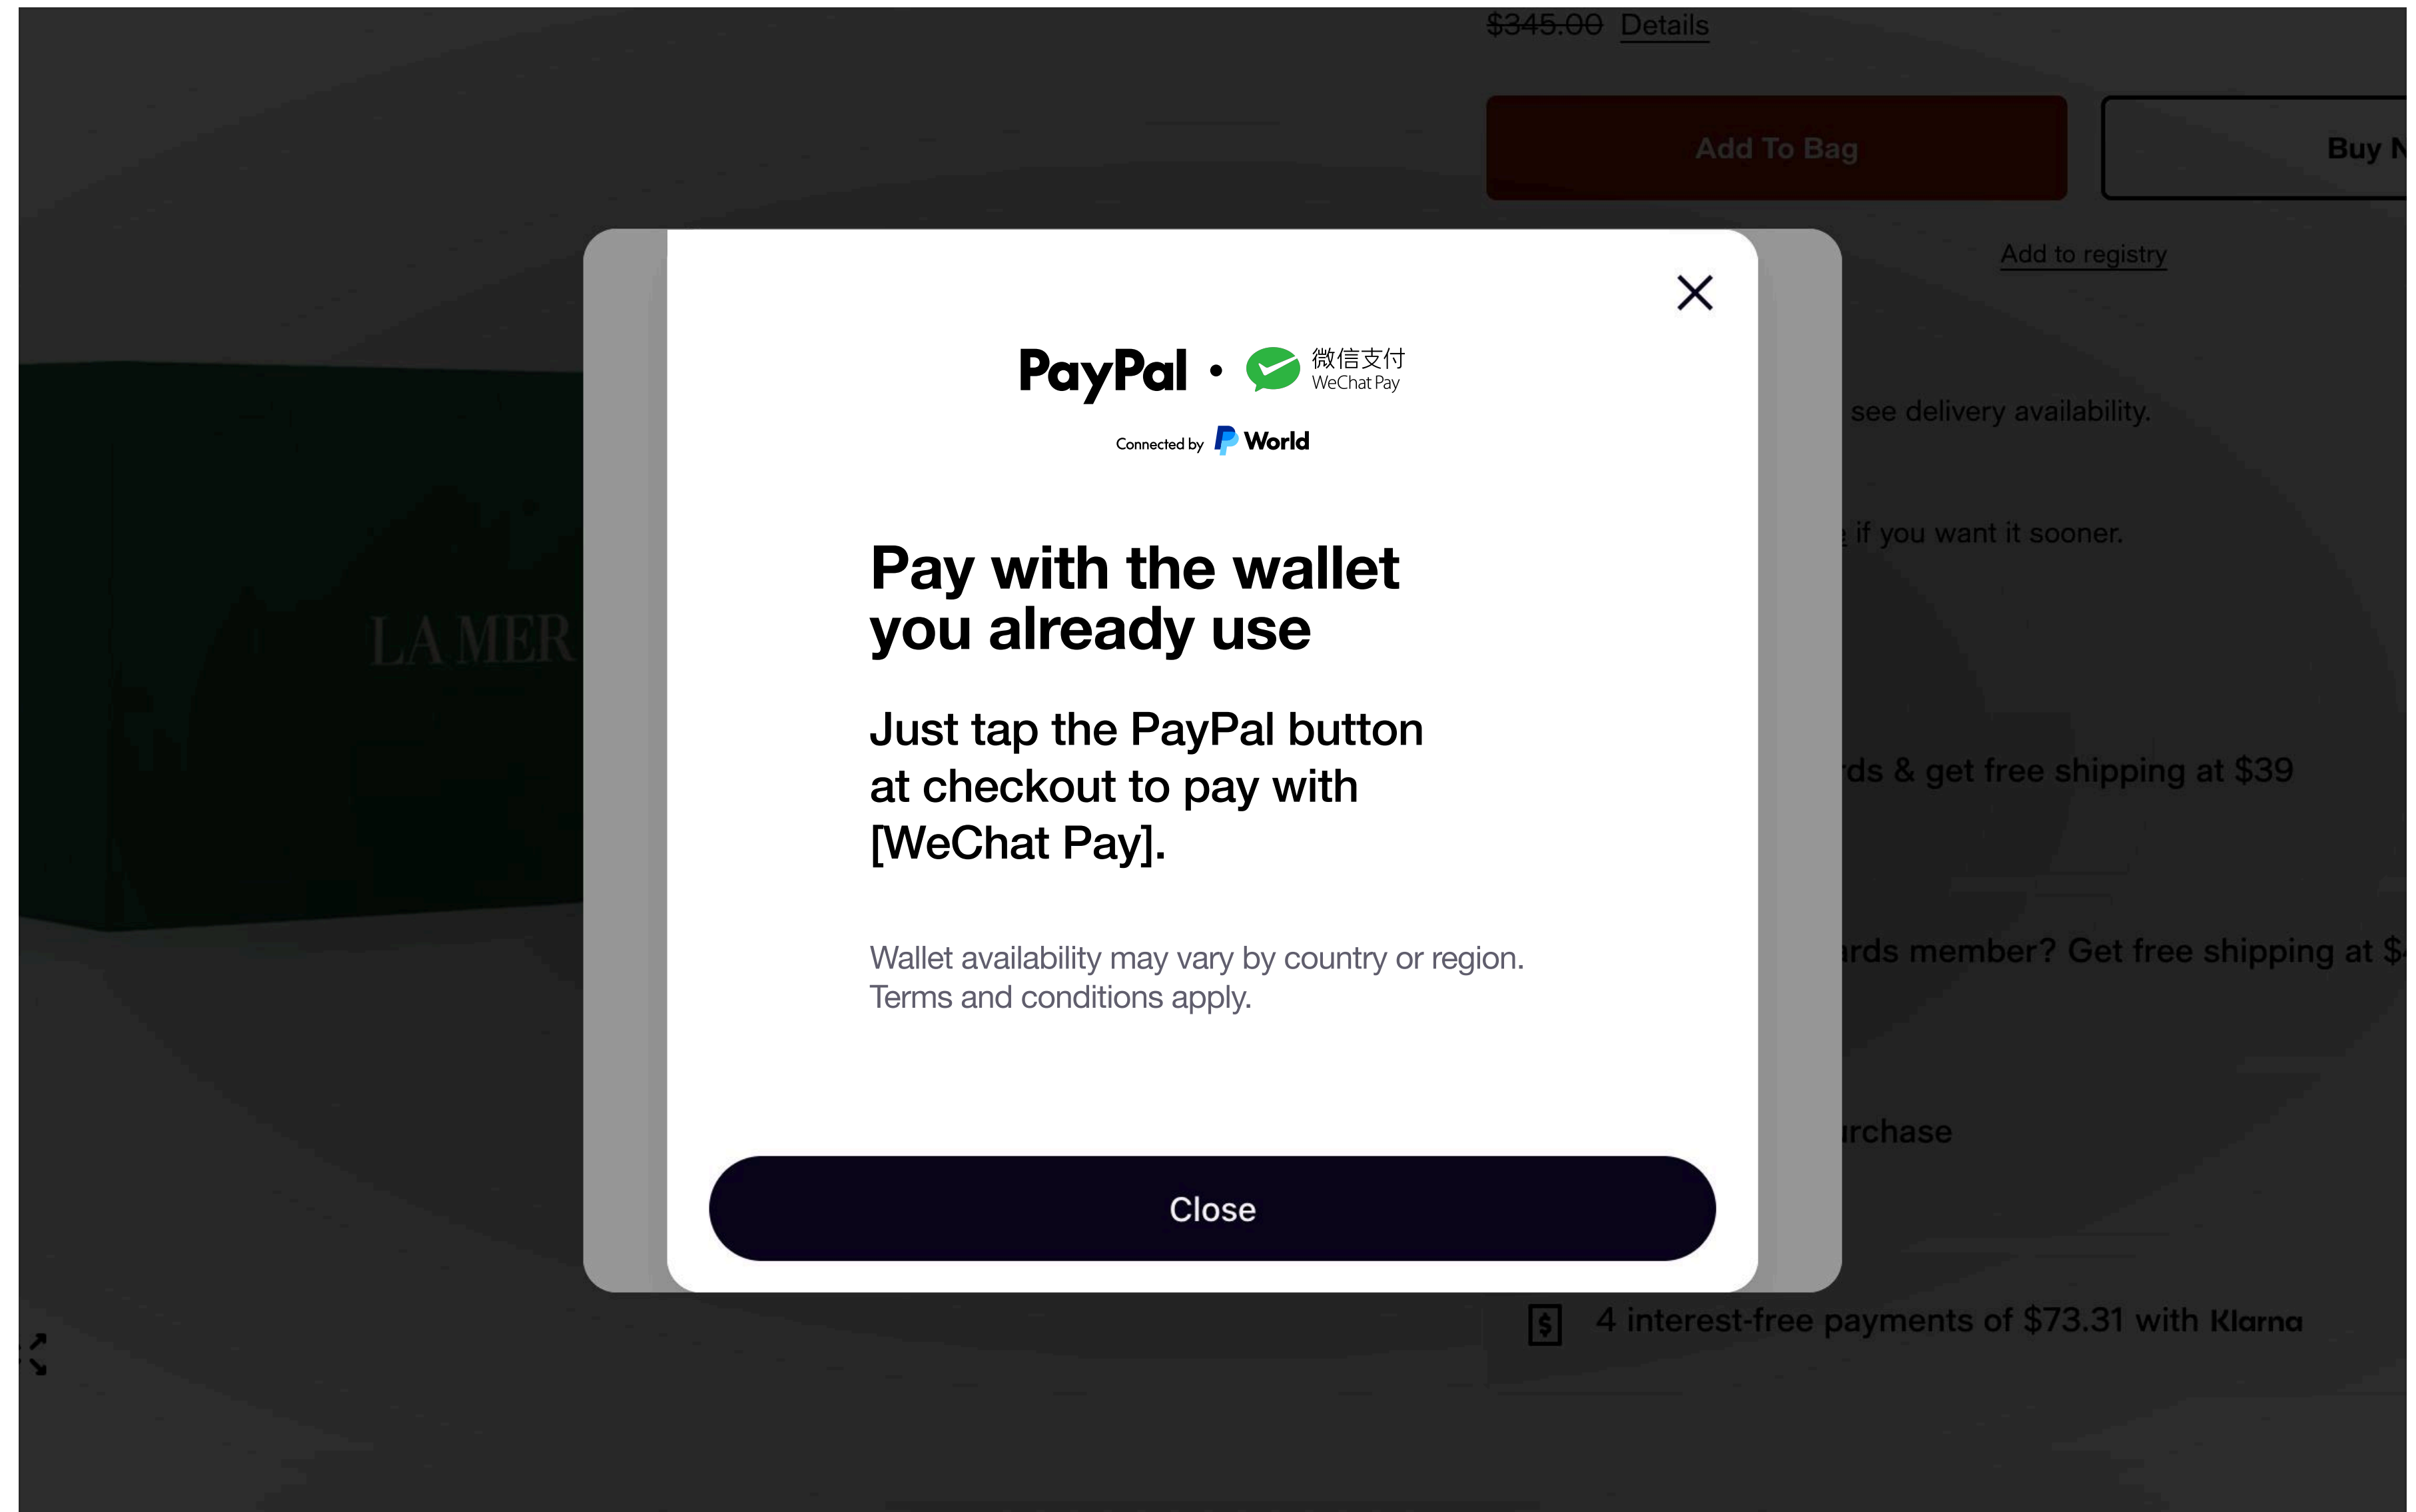 $345.00 Details
Add To Bag
Buy
Add to registry
PayPal • 微信支付
WeChat Pay
Connected by World
see delivery availability.
if you want it sooner.
Pay with the wallet
you already use
LA MER
Just tap the PayPal button
at checkout to pay with
[WeChat Pay].
& get free shipping at $39
Wallet availability may vary by country or region.
Terms and conditions apply.
member? Get free shipping at
Close
4 interest-free payments of $73.31 with Klarna